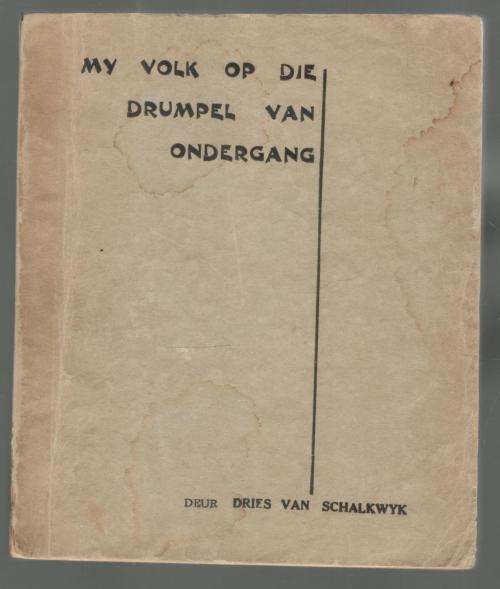 MY VOLK OP DIE
DRUMPEL VAN
ONDERGANG
DEUR DRIES VAN SCHALKWYK